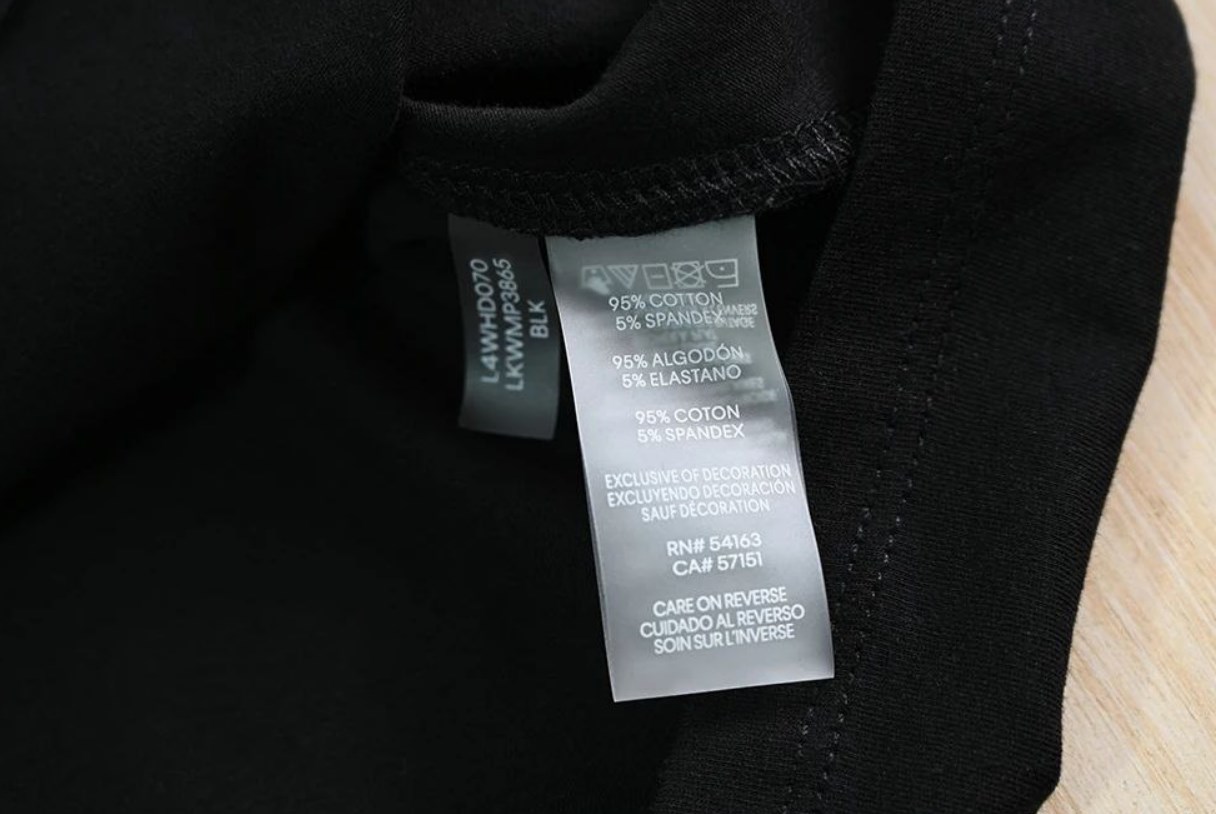 L4WHD070
LKWMP3865
BLK
95% COTTON
5% SPANDEX
95% ALGODÓN
5% ELASTANO
95% COTON
5% SPANDEX
EXCLUSIVE OF DECORATION
EXCLUYENDO DECORACIÓN
SAUF DÉCORATION
RN# 54163
CA# 57151
CARE ON REVERSE
CUIDADO AL REVERSO
SOIN SUR L'INVERSE